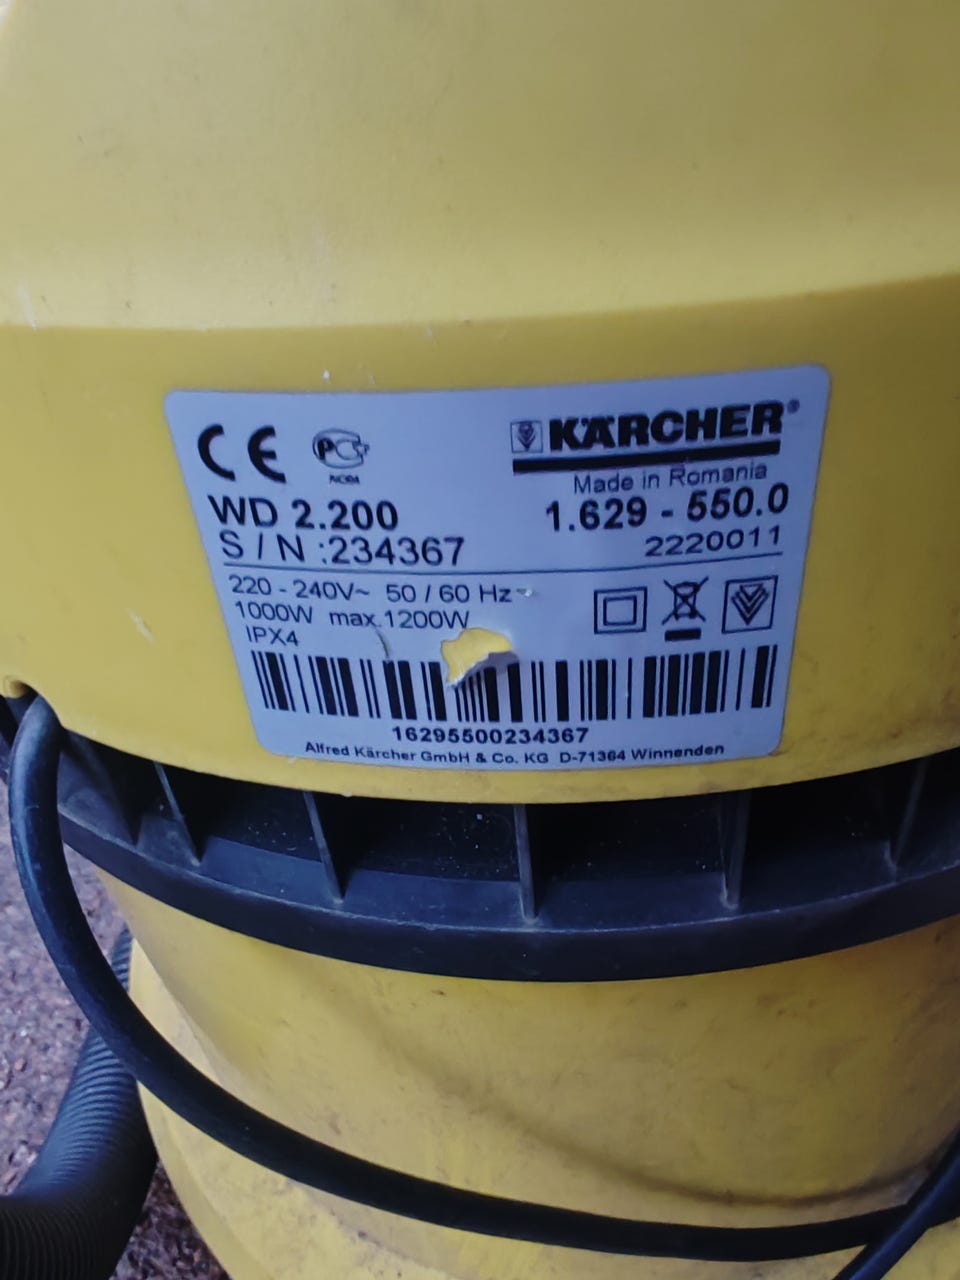 CE PCT KÄRCHER®
Made in Romania
WD 2.200 1.629 - 550.0
S / N :234367 2220011
220 - 240V~ 50 / 60 Hz
1000W max.1200W
IPX4
16295500234367
Alfred Kärcher GmbH & Co. KG D-71364 Winnenden